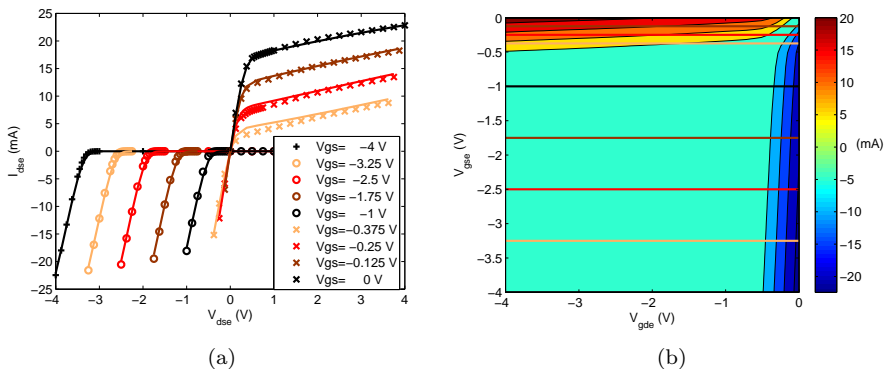 25
20
15
10
5
0
−5
−10
−15
−20
−25
−4 −3 −2 −1 0 1 2 3 4
I_dse (mA)
V_dse (V)
Vgs= −4 V
Vgs= −3.25 V
Vgs= −2.5 V
Vgs= −1.75 V
Vgs= −1 V
Vgs= −0.375 V
Vgs= −0.25 V
Vgs= −0.125 V
Vgs= 0 V
(a)
0
−0.5
−1
−1.5
−2
−2.5
−3
−3.5
−4
−4 −3 −2 −1 0
V_gse (V)
V_gde (V)
20
15
10
5
0
−5
−10
−15
−20
(mA)
(b)